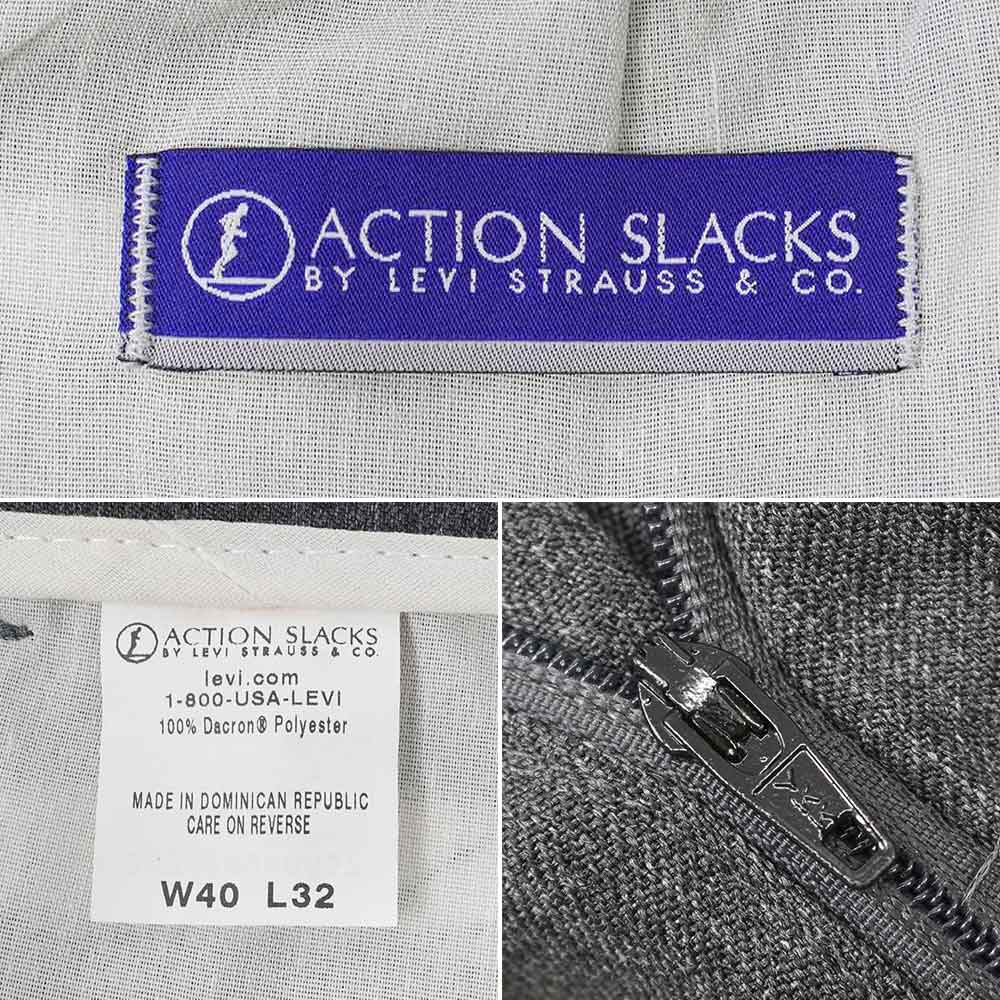 ACTION SLACKS
BY LEVI STRAUSS & CO.
ACTION SLACKS
BY LEVI STRAUSS & CO.
levi.com
1-800-USA-LEVI
100% Dacron® Polyester
MADE IN DOMINICAN REPUBLIC
CARE ON REVERSE
W40 L32